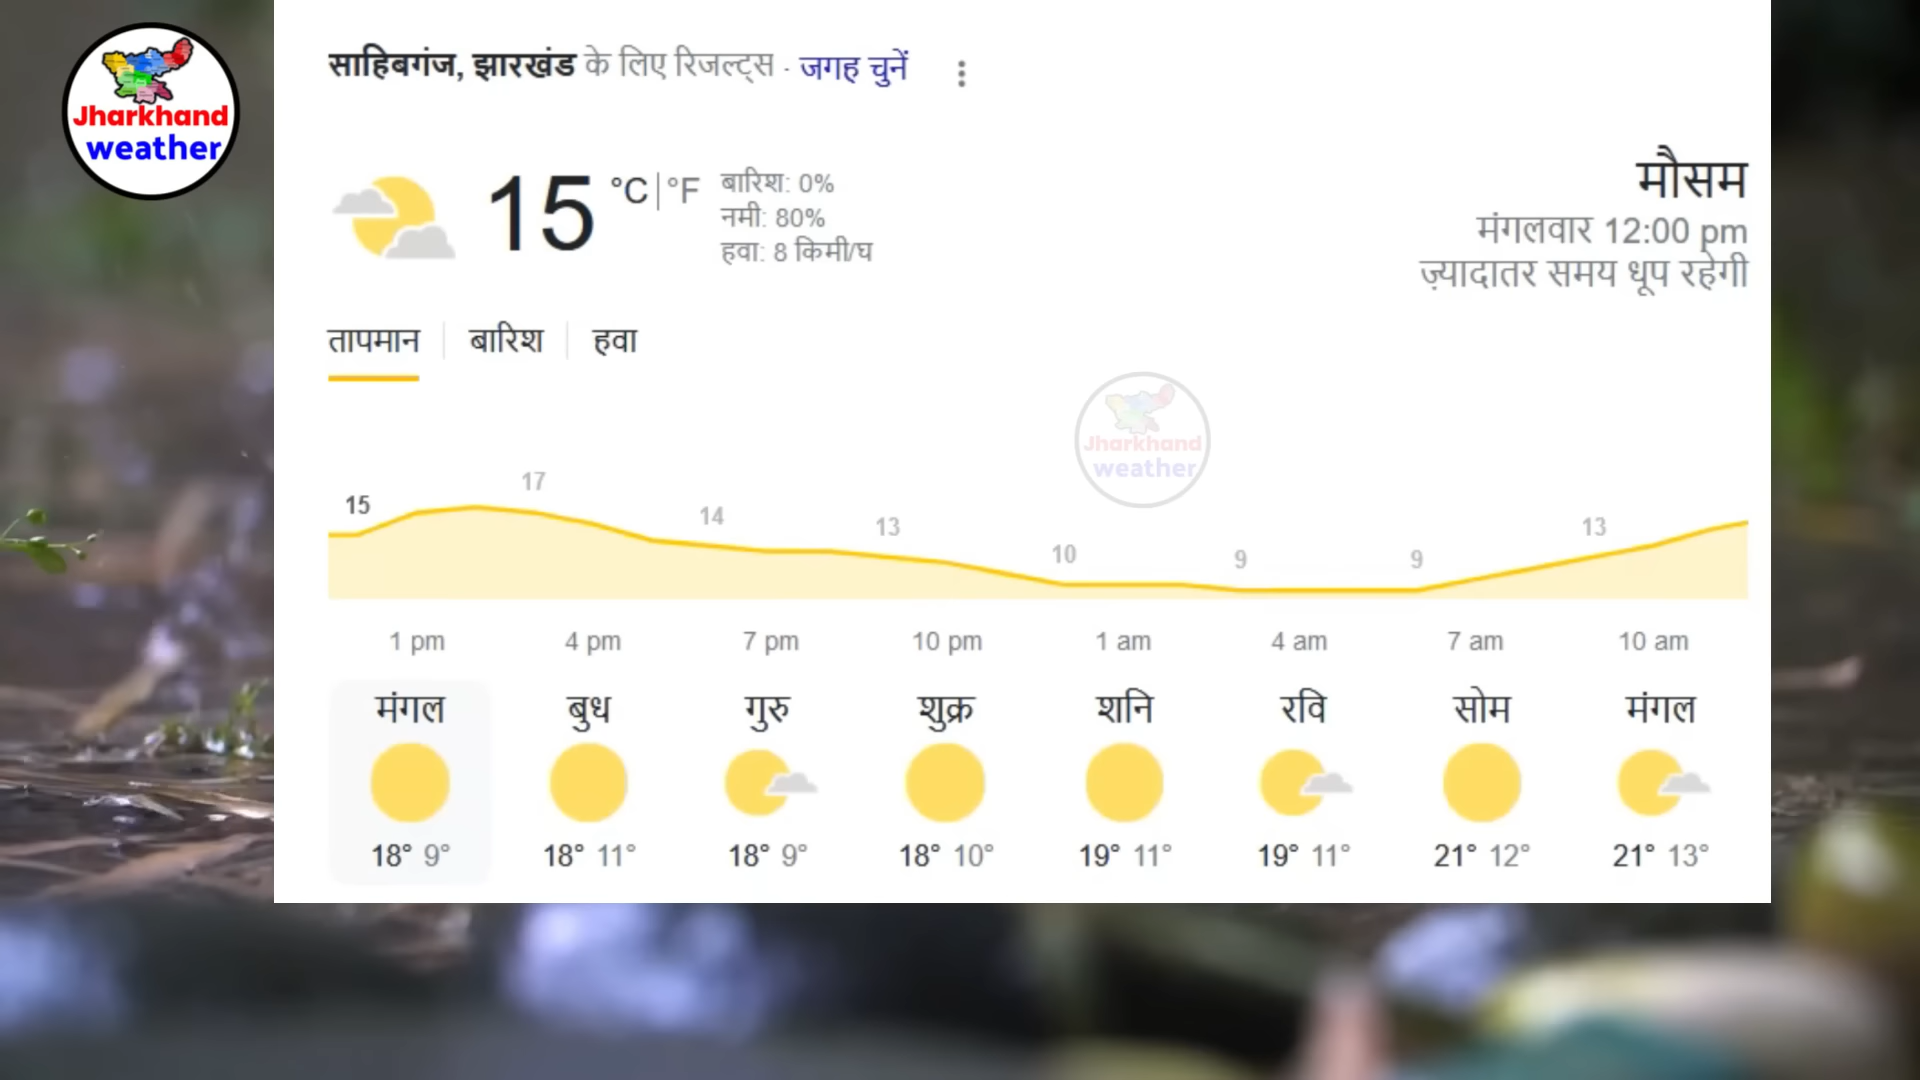 Jharkhand
weather
साहिबगंज, झारखंड के लिए रिजल्ट्स · जगह चुनें
15 °C | °F
बारिश: 0%
नमी: 80%
हवा: 8 किमी/घ
मौसम
मंगलवार 12:00 pm
ज़्यादातर समय धूप रहेगी
तापमान | बारिश | हवा
Jharkhand
weather
15 17 14 13 10 9 9 13
1 pm 4 pm 7 pm 10 pm 1 am 4 am 7 am 10 am
मंगल बुध गुरु शुक्र शनि रवि सोम मंगल
18° 9° 18° 11° 18° 9° 18° 10° 19° 11° 19° 11° 21° 12° 21° 13°